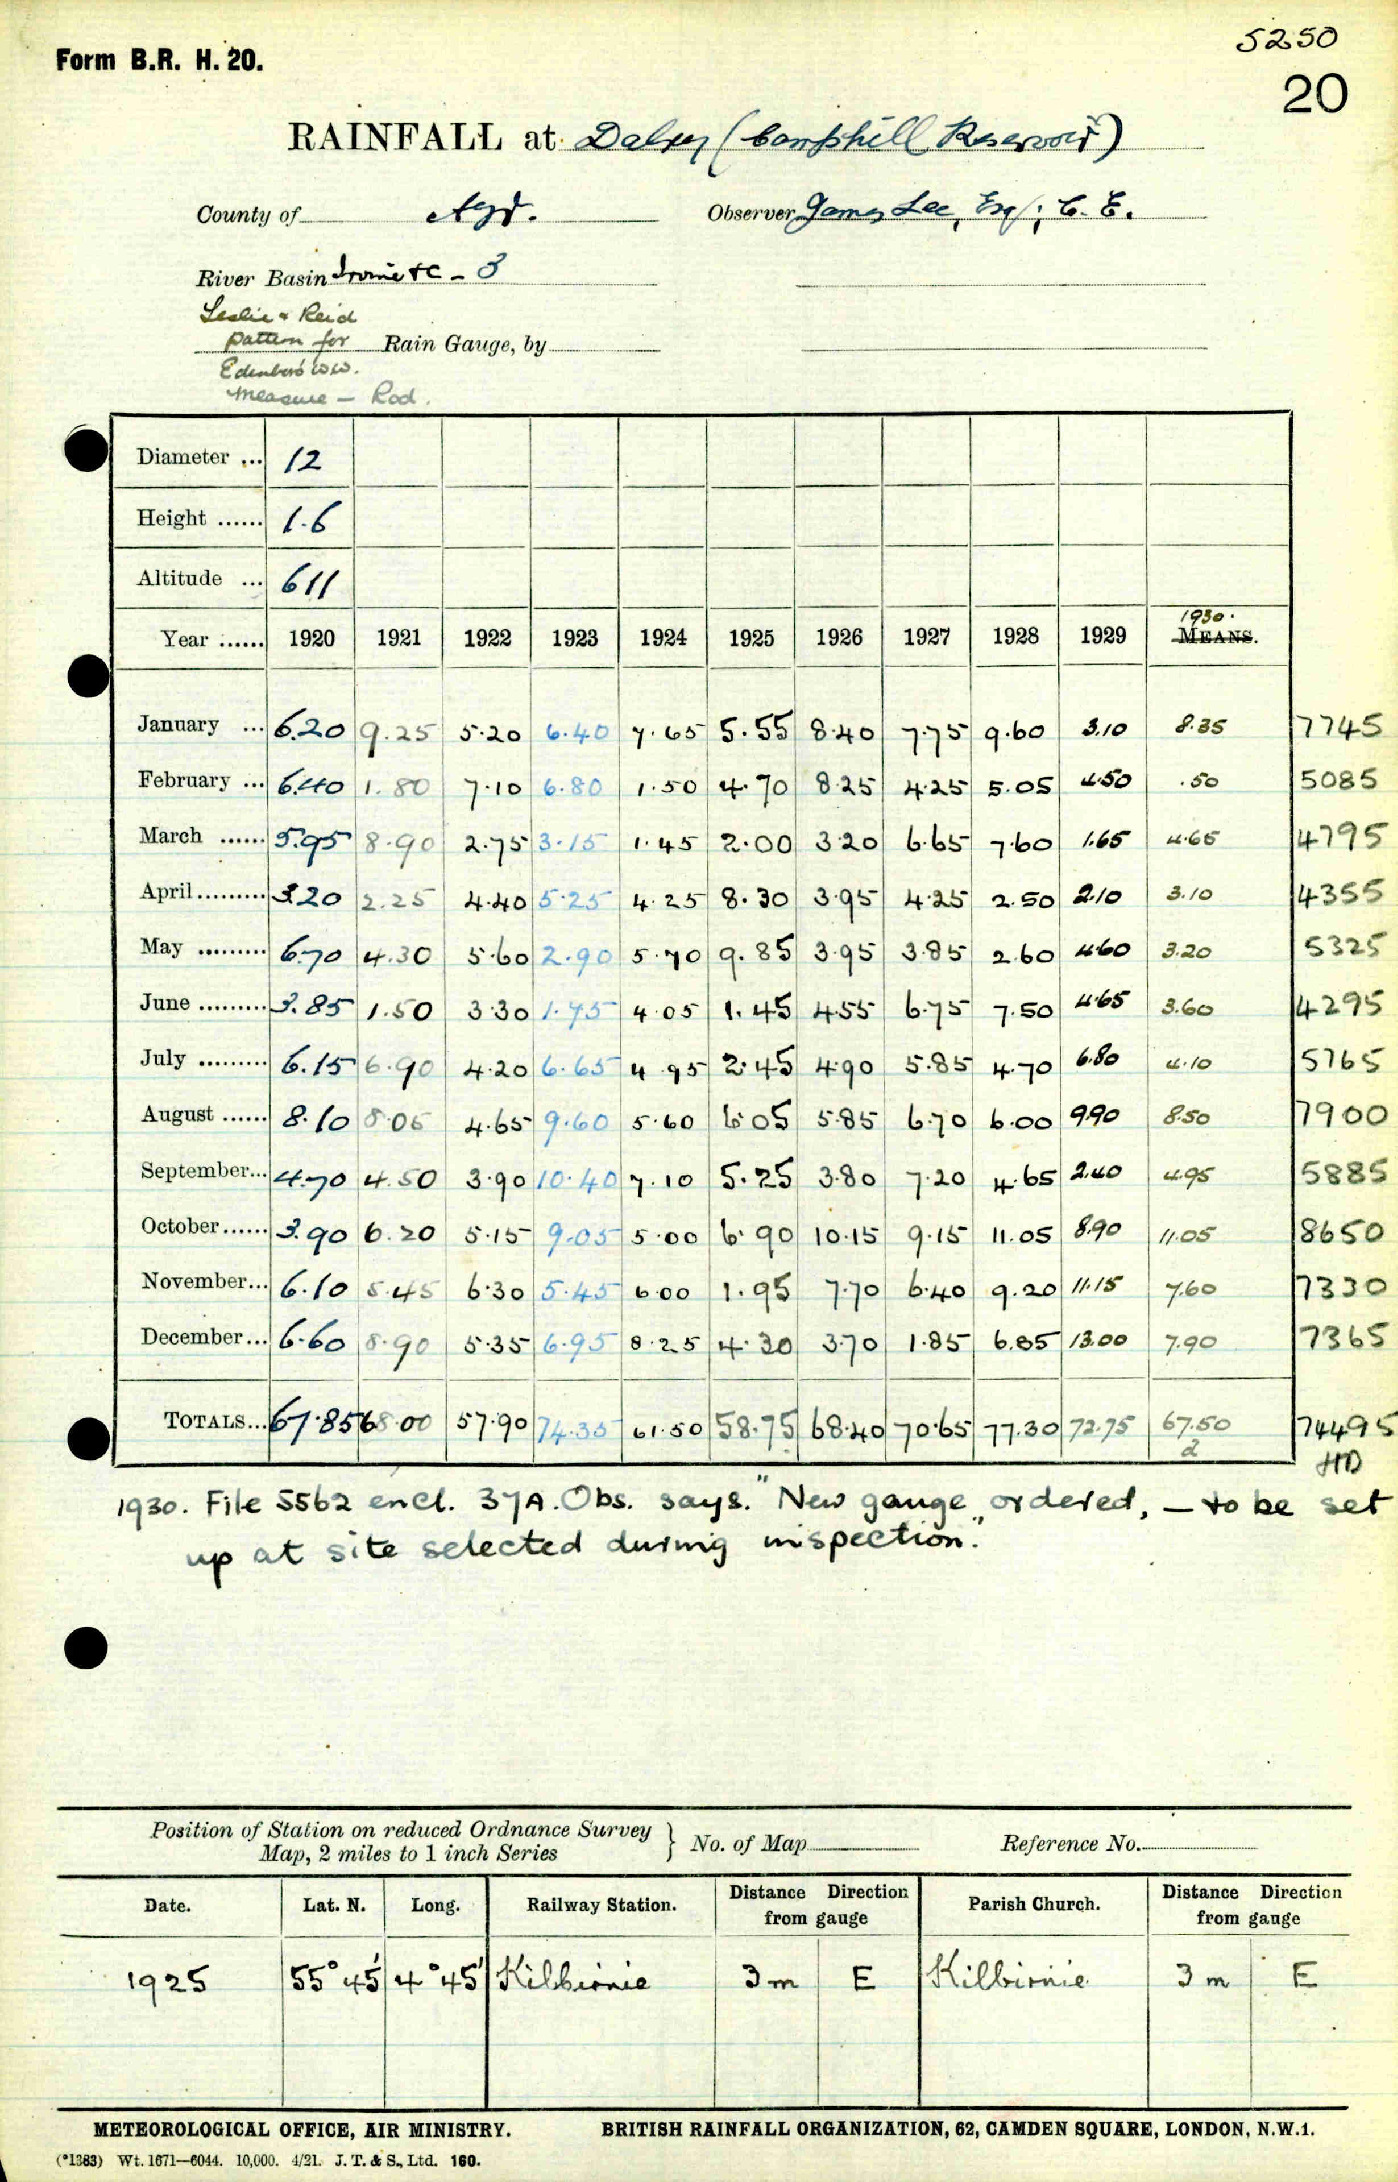 5250
Form B.R. H. 20.
20
RAINFALL at Dalry (Camphill Reservoir)
County of Ayr. Observer James Lee, Esq; C. E.
River Basin Irvine &c - 3
Leslie & Reid
pattern for Rain Gauge, by
Edinboro' W.W.
Measure — Rod.
Diameter ... 12
Height ...... 1.6
Altitude ... 611
1930.
Year ...... 1920 1921 1922 1923 1924 1925 1926 1927 1928 1929 MEANS.
January ... 6.20 9.25 5.20 6.40 7.65 5.55 8.40 7.75 9.60 3.10 8.35 7745
February ... 6.40 1.80 7.10 6.80 1.50 4.70 8.25 4.25 5.05 4.50 .50 5085
March ...... 5.95 8.90 2.75 3.15 1.45 2.00 3.20 6.65 7.60 1.65 4.65 4795
April ......... 3.20 2.25 4.40 5.25 4.25 8.30 3.95 4.25 2.50 2.10 3.10 4355
May ......... 6.70 4.30 5.60 2.90 5.70 9.85 3.95 3.85 2.60 4.60 3.20 5325
June ......... 3.85 1.50 3.30 1.75 4.05 1.45 4.55 6.75 7.50 4.65 3.60 4295
July ......... 6.15 6.90 4.20 6.65 4.95 2.45 4.90 5.85 4.70 6.80 4.10 5765
August ...... 8.10 8.05 4.65 9.60 5.60 6.05 5.85 6.70 6.00 9.90 8.50 7900
September... 4.70 4.50 3.90 10.40 7.10 5.25 3.80 7.20 4.65 2.40 4.95 5885
October ...... 3.90 6.20 5.15 9.05 5.00 6.90 10.15 9.15 11.05 8.90 11.05 8650
November... 6.10 5.45 6.30 5.45 6.00 1.95 7.70 6.40 9.20 11.15 7.60 7330
December ... 6.60 8.90 5.35 6.95 8.25 4.30 3.70 1.85 6.85 13.00 7.90 7365
TOTALS... 67.85 68.00 57.90 74.35 61.50 58.75 68.40 70.65 77.30 72.75 67.50 74495
d HD
1930. File 5562 encl. 37A. Obs. says. "New gauge ordered, — to be set
up at site selected during inspection."
Position of Station on reduced Ordnance Survey
Map, 2 miles to 1 inch Series } No. of Map Reference No.
Date. Lat. N. Long. Railway Station. Distance Direction from gauge Parish Church. Distance Direction from gauge
1925 55° 45' 4° 45' Kilbirnie 3 m E Kilbirnie 3 m E
METEOROLOGICAL OFFICE, AIR MINISTRY. BRITISH RAINFALL ORGANIZATION, 62, CAMDEN SQUARE, LONDON, N.W.1.
(*1383) Wt. 1671—6044. 10,000. 4/21. J. T. & S., Ltd. 160.